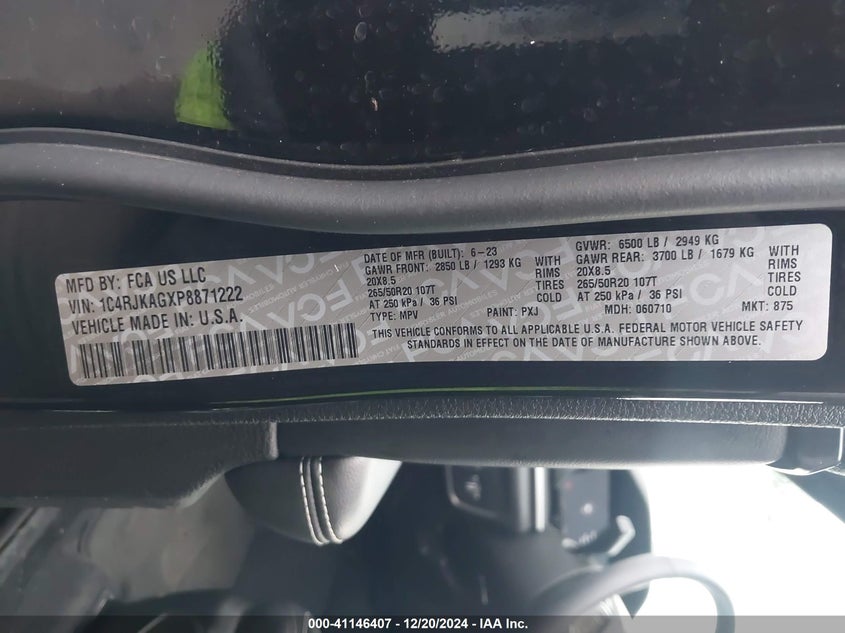 MFD BY: FCA US LLC
VIN: 1C4RJKAGXP8871222
VEHICLE MADE IN: U.S.A.
DATE OF MFR (BUILT): 6-23
GAWR FRONT: 2850 LB / 1293 KG WITH
20X8.5 RIMS
265/50R20 107T TIRES
AT 250 kPa / 36 PSI COLD
TYPE: MPV
GVWR: 6500 LB / 2949 KG
GAWR REAR: 3700 LB / 1679 KG WITH
20X8.5 RIMS
265/50R20 107T TIRES
AT 250 kPa / 36 PSI COLD
PAINT: PXJ MDH: 060710 MKT: 875
THIS VEHICLE CONFORMS TO ALL APPLICABLE U.S.A. FEDERAL MOTOR VEHICLE SAFETY
STANDARDS IN EFFECT ON THE DATE OF MANUFACTURE SHOWN ABOVE.
000-41146407 - 12/20/2024 - IAA Inc.